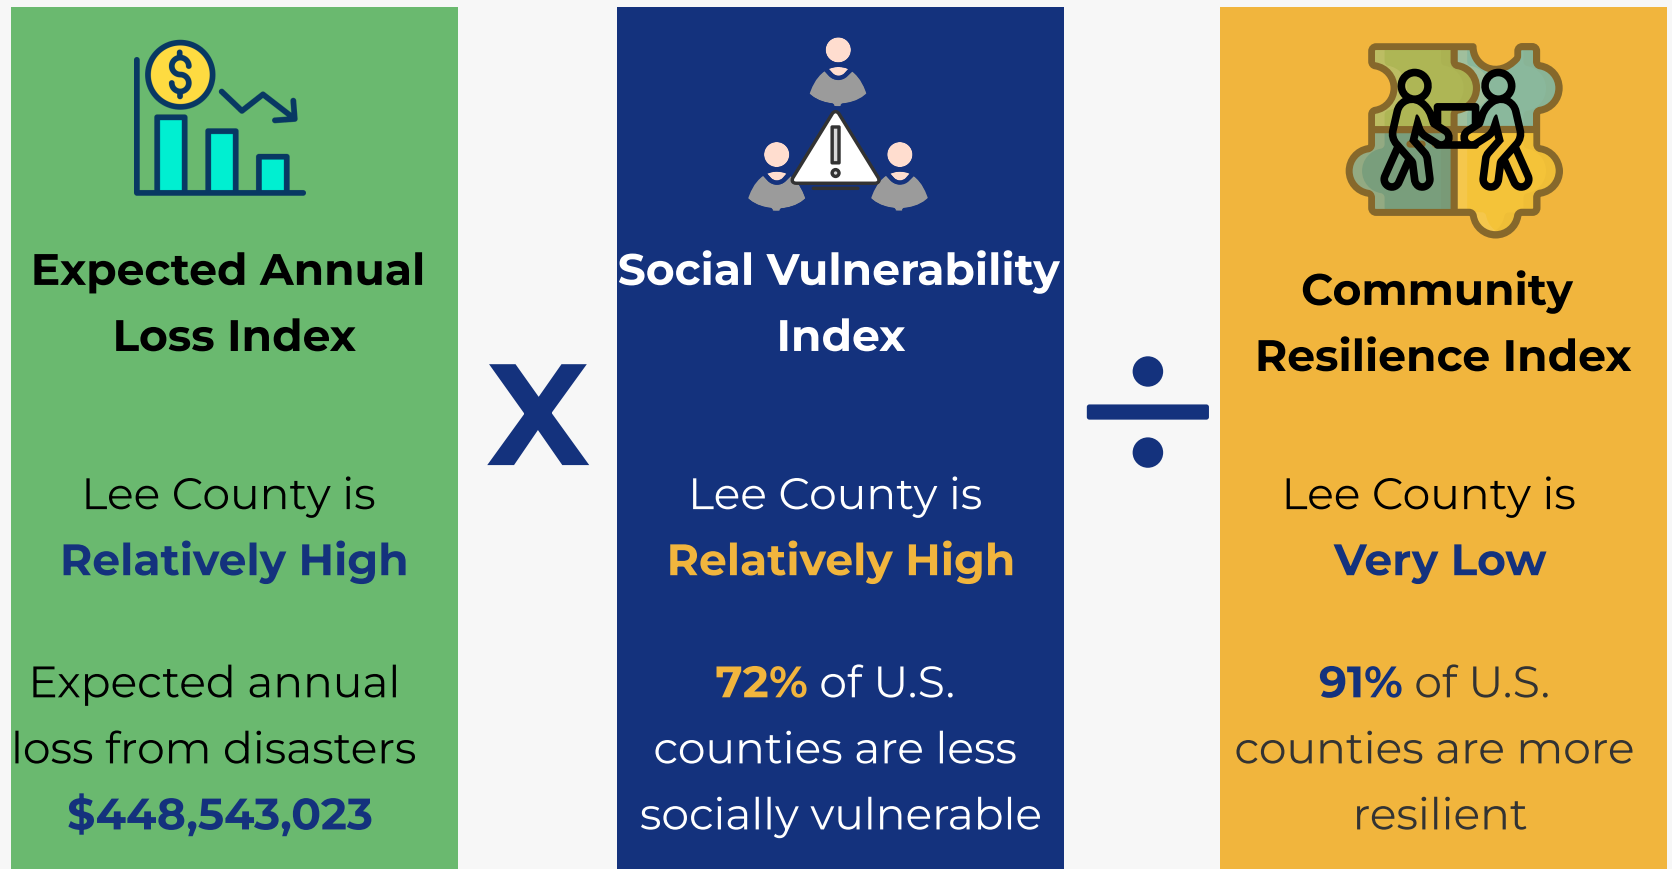 Expected Annual
Loss Index
Lee County is
Relatively High
Expected annual
loss from disasters
$448,543,023
X
Social Vulnerability
Index
Lee County is
Relatively High
72% of U.S.
counties are less
socially vulnerable
÷
Community
Resilience Index
Lee County is
Very Low
91% of U.S.
counties are more
resilient